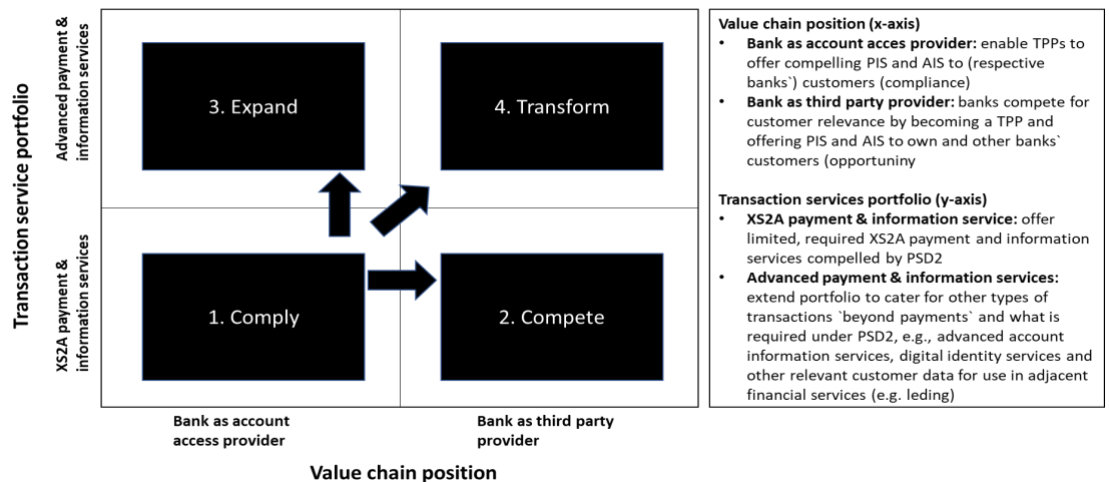 Transaction service portfolio
Advanced payment &
information services
XS2A payment &
information services
3. Expand
4. Transform
1. Comply
2. Compete
Bank as account
access provider
Bank as third party
provider
Value chain position
Value chain position (x-axis)
• Bank as account acces provider: enable TPPs to
offer compelling PIS and AIS to (respective
banks`) customers (compliance)
• Bank as third party provider: banks compete for
customer relevance by becoming a TPP and
offering PIS and AIS to own and other banks`
customers (opportuniny
Transaction services portfolio (y-axis)
• XS2A payment & information service: offer
limited, required XS2A payment and information
services compelled by PSD2
• Advanced payment & information services:
extend portfolio to cater for other types of
transactions `beyond payments` and what is
required under PSD2, e.g., advanced account
information services, digital identity services and
other relevant customer data for use in adjacent
financial services (e.g. leding)